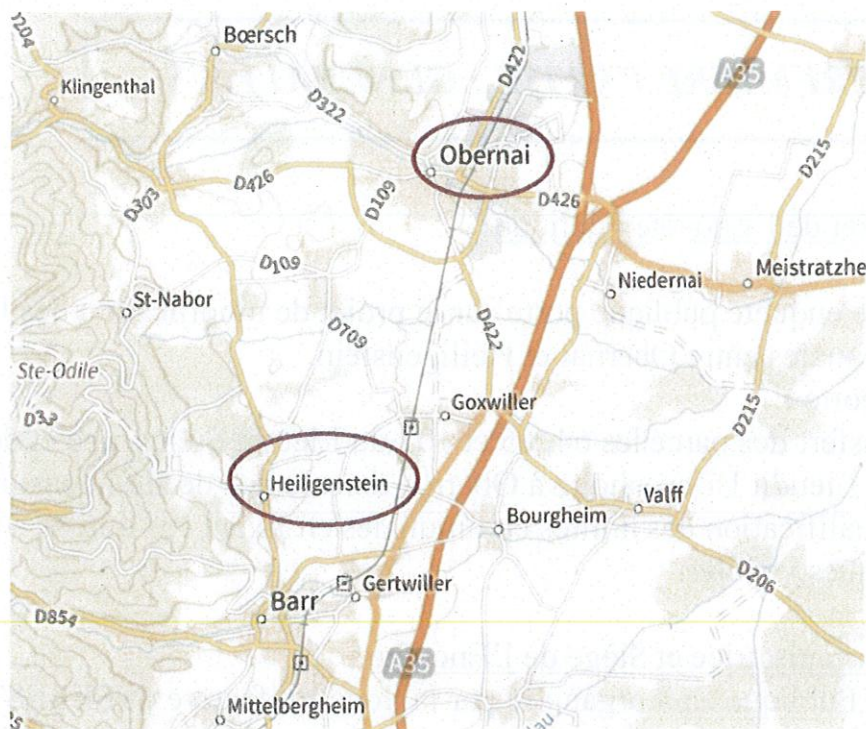 D204
Bœrsch
D422
A35
Klingenthal
D322
Obernai
D215
D426
D109
D303
D426
D109
Niedernai
Meistratzhe
St-Nabor
D709
D422
Ste-Odile
D33
Goxwiller
D215
Heiligenstein
Valff
Bourgheim
D206
Gertwiller
D854
Barr
A35
Mittelbergheim